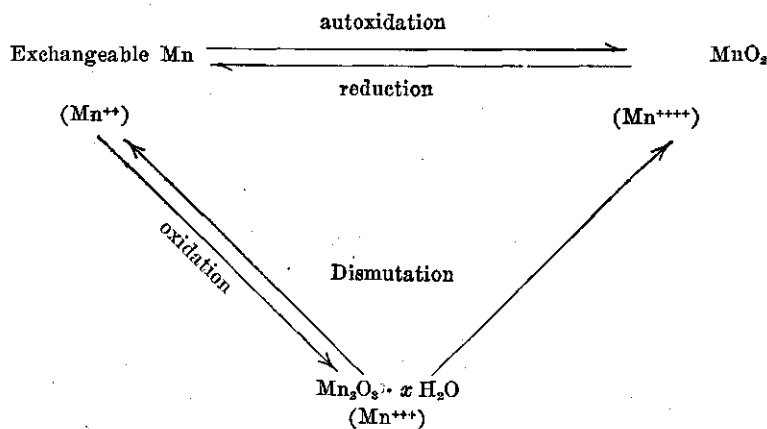 autoxidation
Exchangeable Mn MnO₂
reduction
(Mn⁺⁺) (Mn⁺⁺⁺⁺)
oxidation
Dismutation
Mn₂O₃ · x H₂O
(Mn⁺⁺⁺)